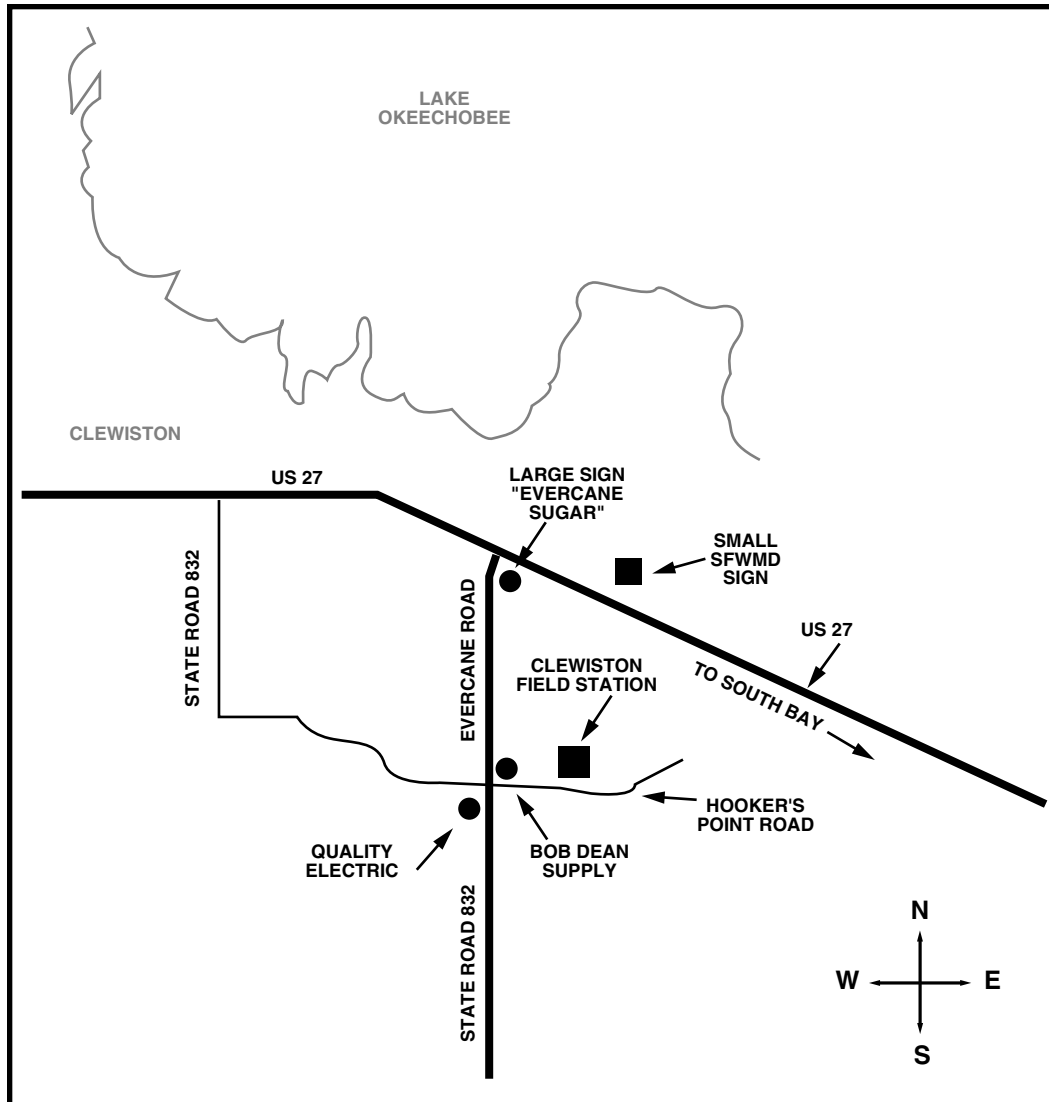 LAKE
OKEECHOBEE
CLEWISTON
US 27
LARGE SIGN
"EVERCANE
SUGAR"
SMALL
SFWMD
SIGN
STATE ROAD 832
EVERCANE ROAD
US 27
CLEWISTON
FIELD STATION
TO SOUTH BAY
HOOKER'S
POINT ROAD
QUALITY
ELECTRIC
BOB DEAN
SUPPLY
STATE ROAD 832
N
W
E
S